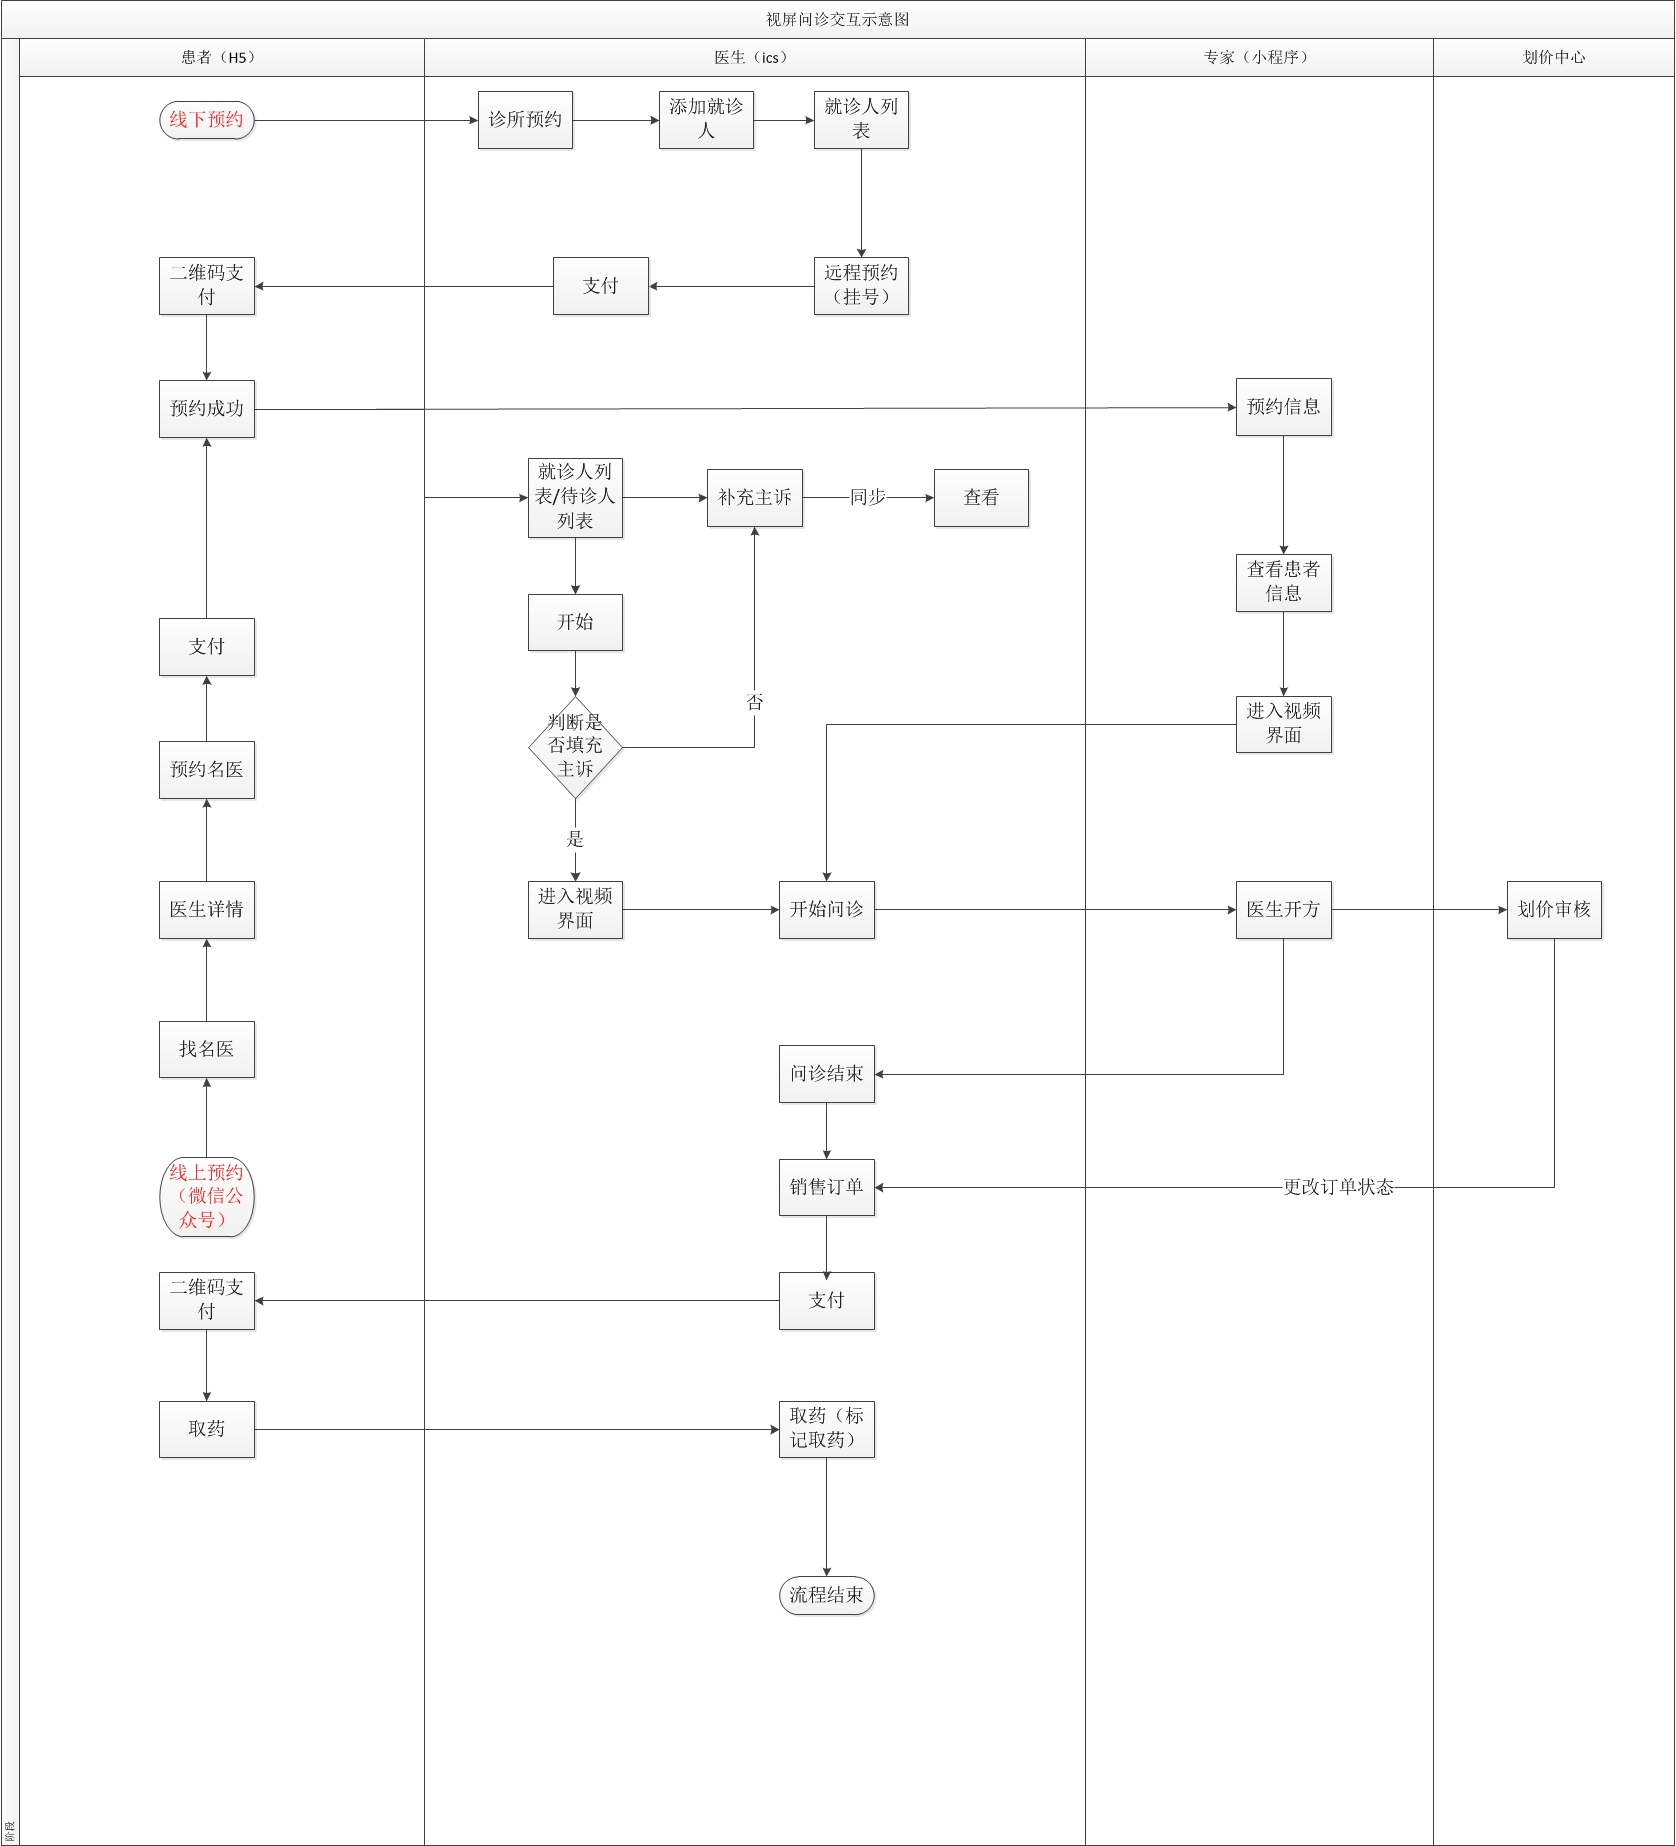 视屏问诊交互示意图
患者（H5）
医生（ics）
专家（小程序）
划价中心
线下预约
诊所预约
添加就诊
人
就诊人列
表
二维码支
付
支付
远程预约
（挂号）
预约成功
预约信息
就诊人列
表/待诊人
列表
补充主诉
同步
查看
查看患者
信息
开始
支付
否
判断是
否填充
主诉
进入视频
界面
预约名医
是
医生详情
进入视频
界面
开始问诊
医生开方
划价审核
找名医
问诊结束
线上预约
（微信公
众号）
销售订单
更改订单状态
二维码支
付
支付
取药
取药（标
记取药）
流程结束
阶段